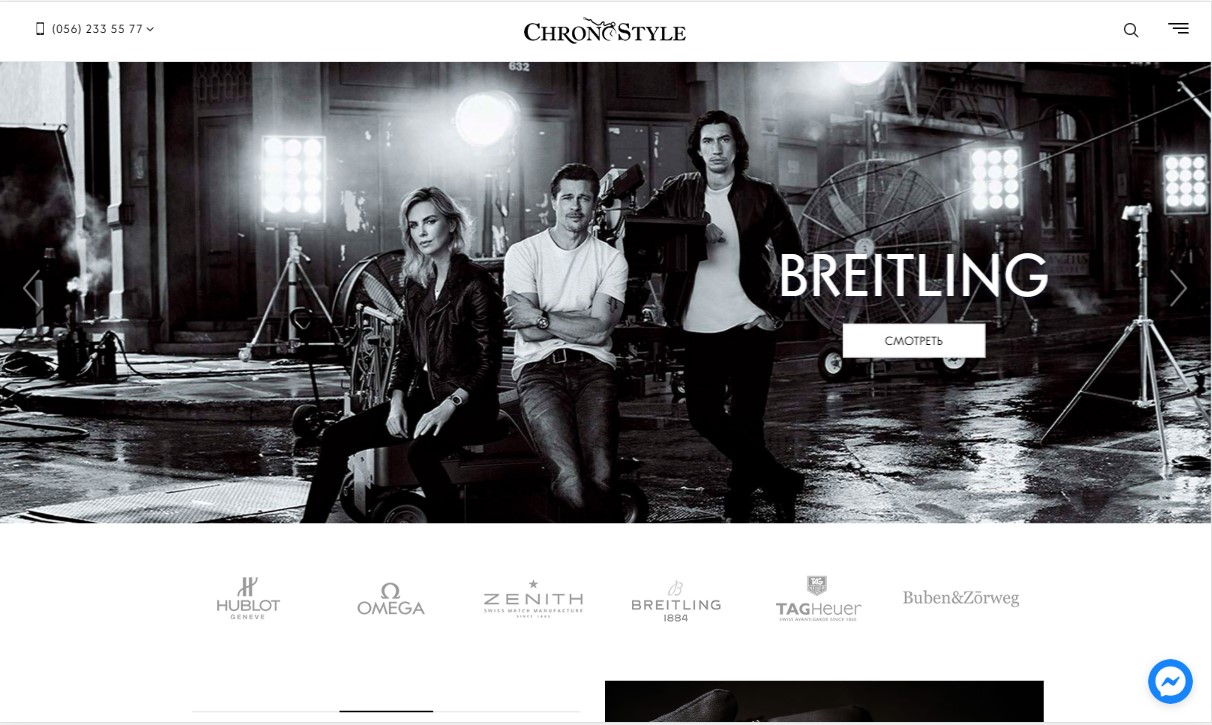 (056) 233 55 77
CHRONOSTYLE
632
BREITLING
СМОТРЕТЬ
HUBLOT
GENEVE
OMEGA
ZENITH
SWISS WATCH MANUFACTURE
SINCE 1865
BREITLING
1884
TAG
TAGHeuer
SWISS AVANT-GARDE SINCE 1860
Buben&Zörweg